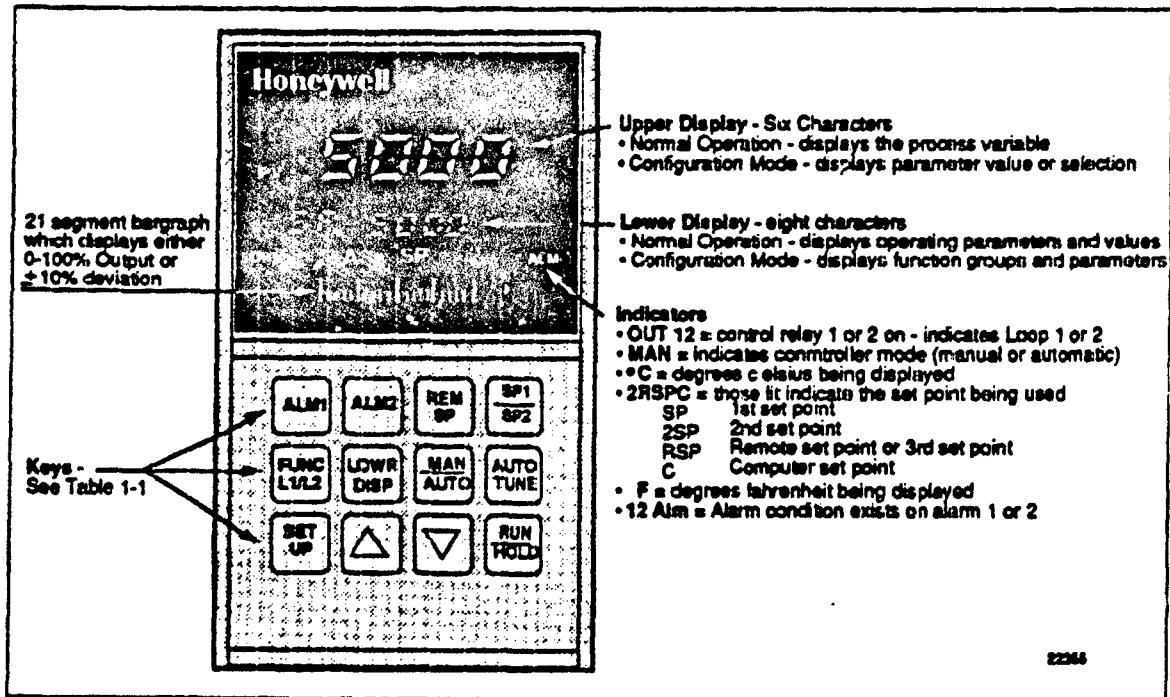 Honeywell
Upper Display - Six Characters
• Normal Operation - displays the process variable
• Configuration Mode - displays parameter value or selection
21 segment bargraph
which displays either
0-100% Output or
±10% deviation
Lower Display - eight characters
• Normal Operation - displays operating parameters and values
• Configuration Mode - displays function groups and parameters
SP
ALM
Indicators
• OUT 12 = control relay 1 or 2 on - indicates Loop 1 or 2
• MAN = indicates conmtroller mode (manual or automatic)
• °C = degrees c elsius being displayed
• 2RSPC = those lit indicate the set point being used
SP 1st set point
2SP 2nd set point
RSP Remote set point or 3rd set point
C Computer set point
• F = degrees fahrenheit being displayed
• 12 Alm = Alarm condition exists on alarm 1 or 2
Keys -
See Table 1-1
ALM1
ALM2
REM
SP
SP1
SP2
FUNC
L1/L2
LOWR
DISP
MAN
AUTO
AUTO
TUNE
SET
UP
RUN
HOLD